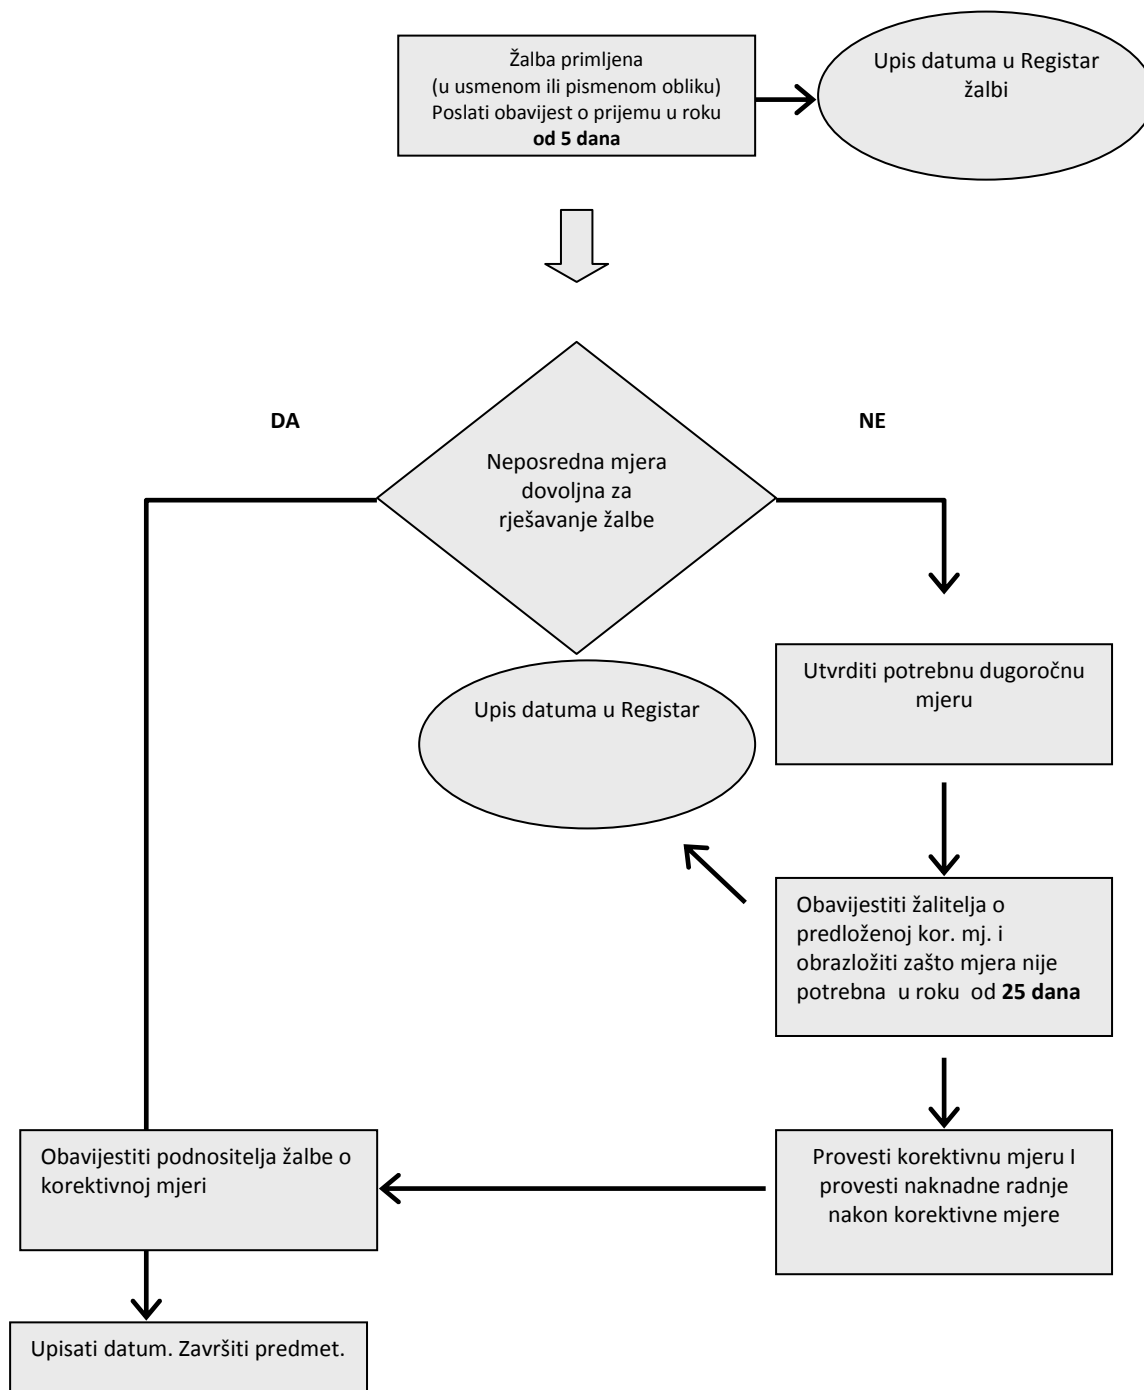 Žalba primljena
(u usmenom ili pismenom obliku)
Poslati obavijest o prijemu u roku
od 5 dana
Upis datuma u Registar
žalbi
DA
NE
Neposredna mjera
dovoljna za
rješavanje žalbe
Utvrditi potrebnu dugoročnu
mjeru
Upis datuma u Registar
Obavijestiti žalitelja o
predloženoj kor. mj. i
obrazložiti zašto mjera nije
potrebna u roku od 25 dana
Obavijestiti podnositelja žalbe o
korektivnoj mjeri
Provesti korektivnu mjeru I
provesti naknadne radnje
nakon korektivne mjere
Upisati datum. Završiti predmet.